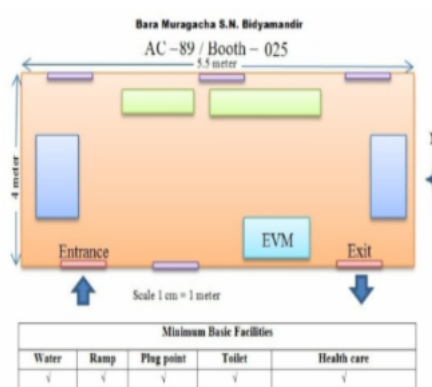 Bara Muragacha S.N. Bidyamandir
AC –89 / Booth – 025
5.5 meter
4 meter
EVM
Entrance
Exit
Scale 1 cm = 1 meter
Minimum Basic Facilities
Water Ramp Plug point Toilet Health care
√ √ √ √ √